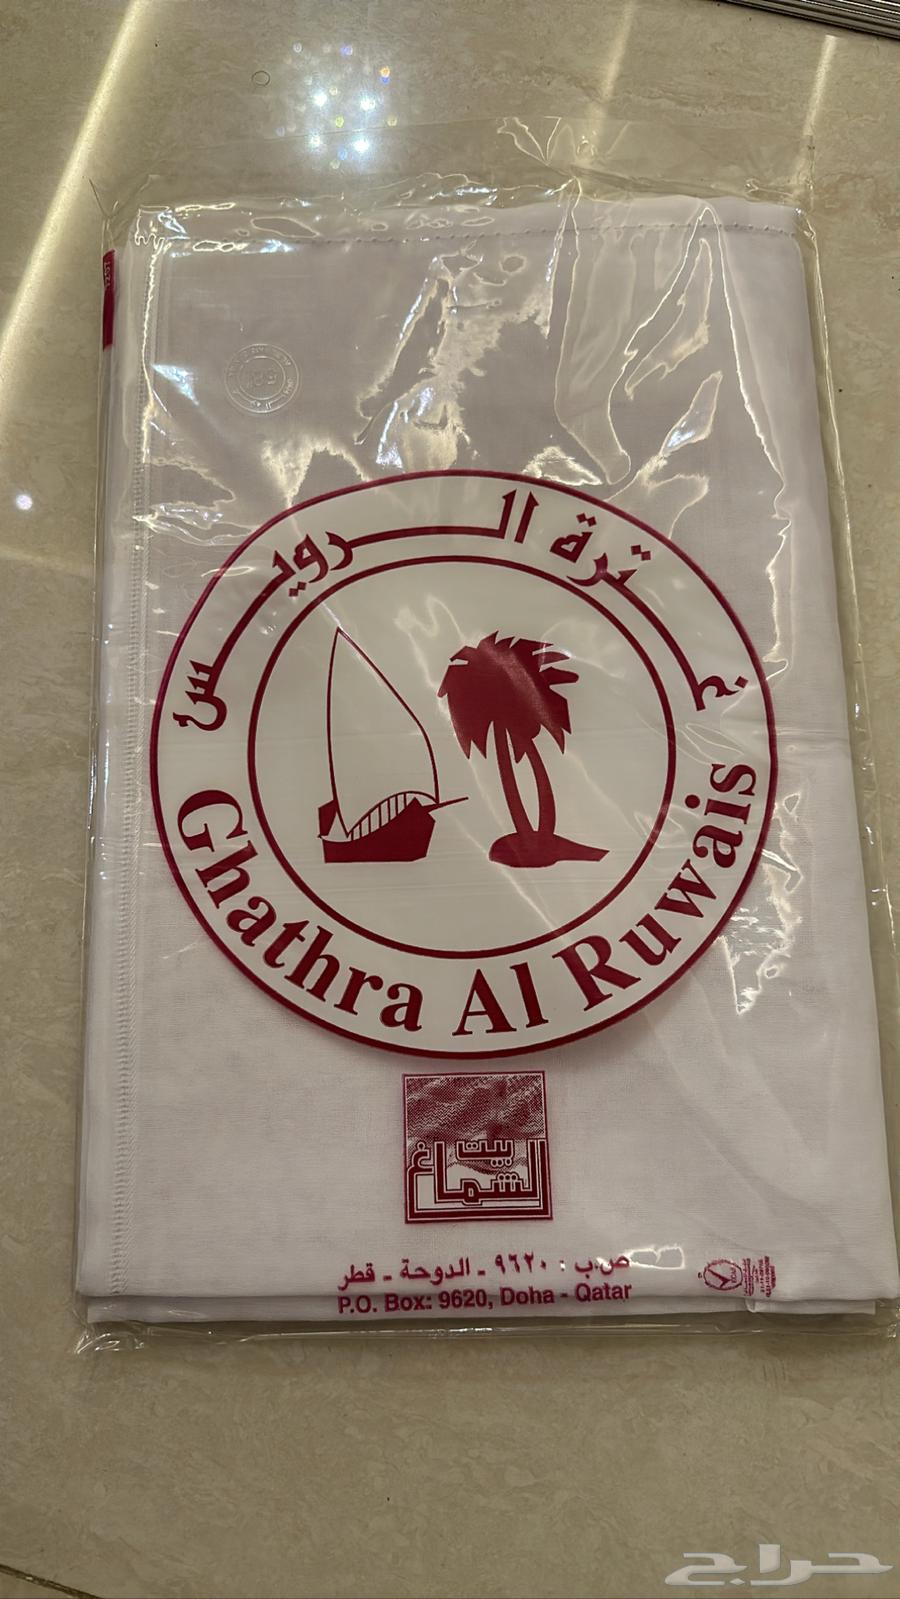 غترة الرويس
Ghathra Al Ruwais
بيت
الشماغ
ص.ب : ٩٦٢٠ - الدوحة - قطر
P.O. Box: 9620, Doha - Qatar
حراج